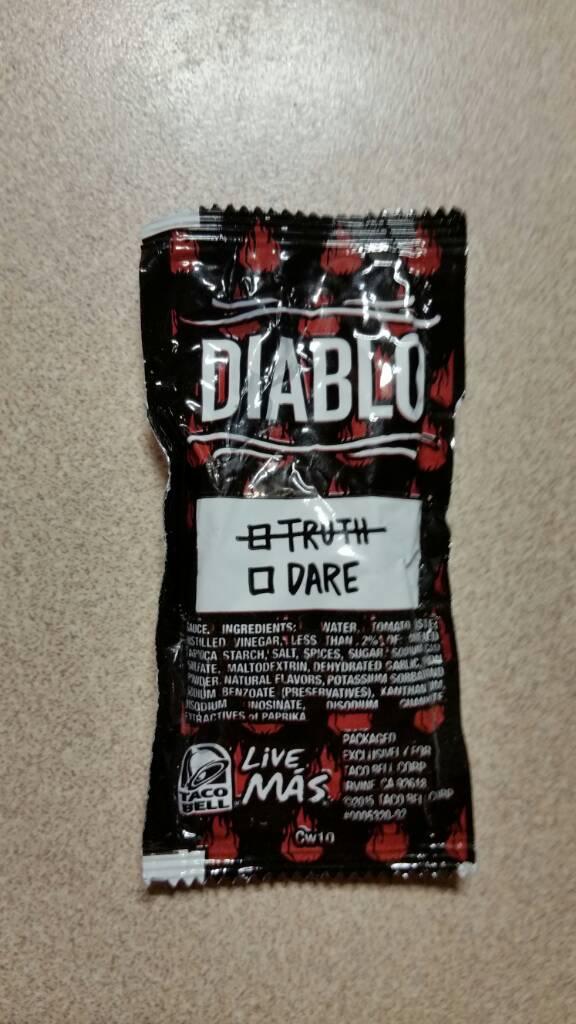 DIABLO
TRUTH
DARE
SAUCE. INGREDIENTS: WATER, TOMATO
DISTILLED VINEGAR, LESS THAN 2% OF:
TAPIOCA STARCH, SALT, SPICES, SUGAR,
MALTODEXTRIN, DEHYDRATED GARLIC,
POWDER, NATURAL FLAVORS, POTASSIUM SORBATE
SODIUM BENZOATE (PRESERVATIVES), XANTHAN
DISODIUM INOSINATE, DISODIUM
EXTRACTIVES of PAPRIKA.
TACO
BELL
LiVE
MÁS
PACKAGED
EXCLUSIVELY FOR
TACO BELL CORP
IRVINE, CA 92618
©2015 TACO BELL CORP
#0005320-02
CW10